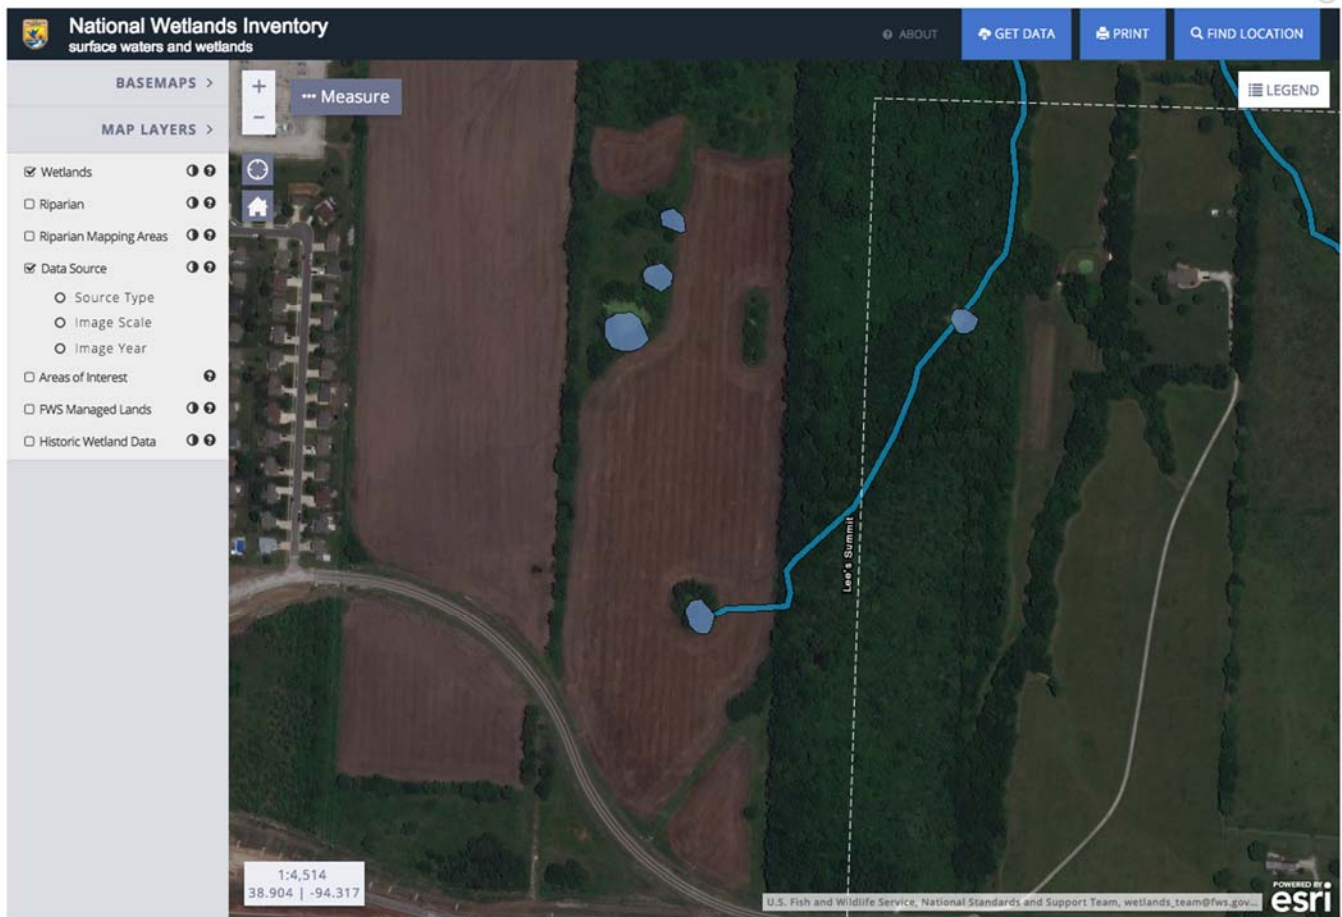 National Wetlands Inventory
surface waters and wetlands
ABOUT
GET DATA
PRINT
FIND LOCATION
BASEMAPS >
MAP LAYERS >
Wetlands
Riparian
Riparian Mapping Areas
Data Source
Source Type
Image Scale
Image Year
Areas of Interest
FWS Managed Lands
Historic Wetland Data
+
−
••• Measure
LEGEND
Lee's Summit
1:4,514
38.904 | -94.317
U.S. Fish and Wildlife Service, National Standards and Support Team, wetlands_team@fws.gov...
POWERED BY
esri